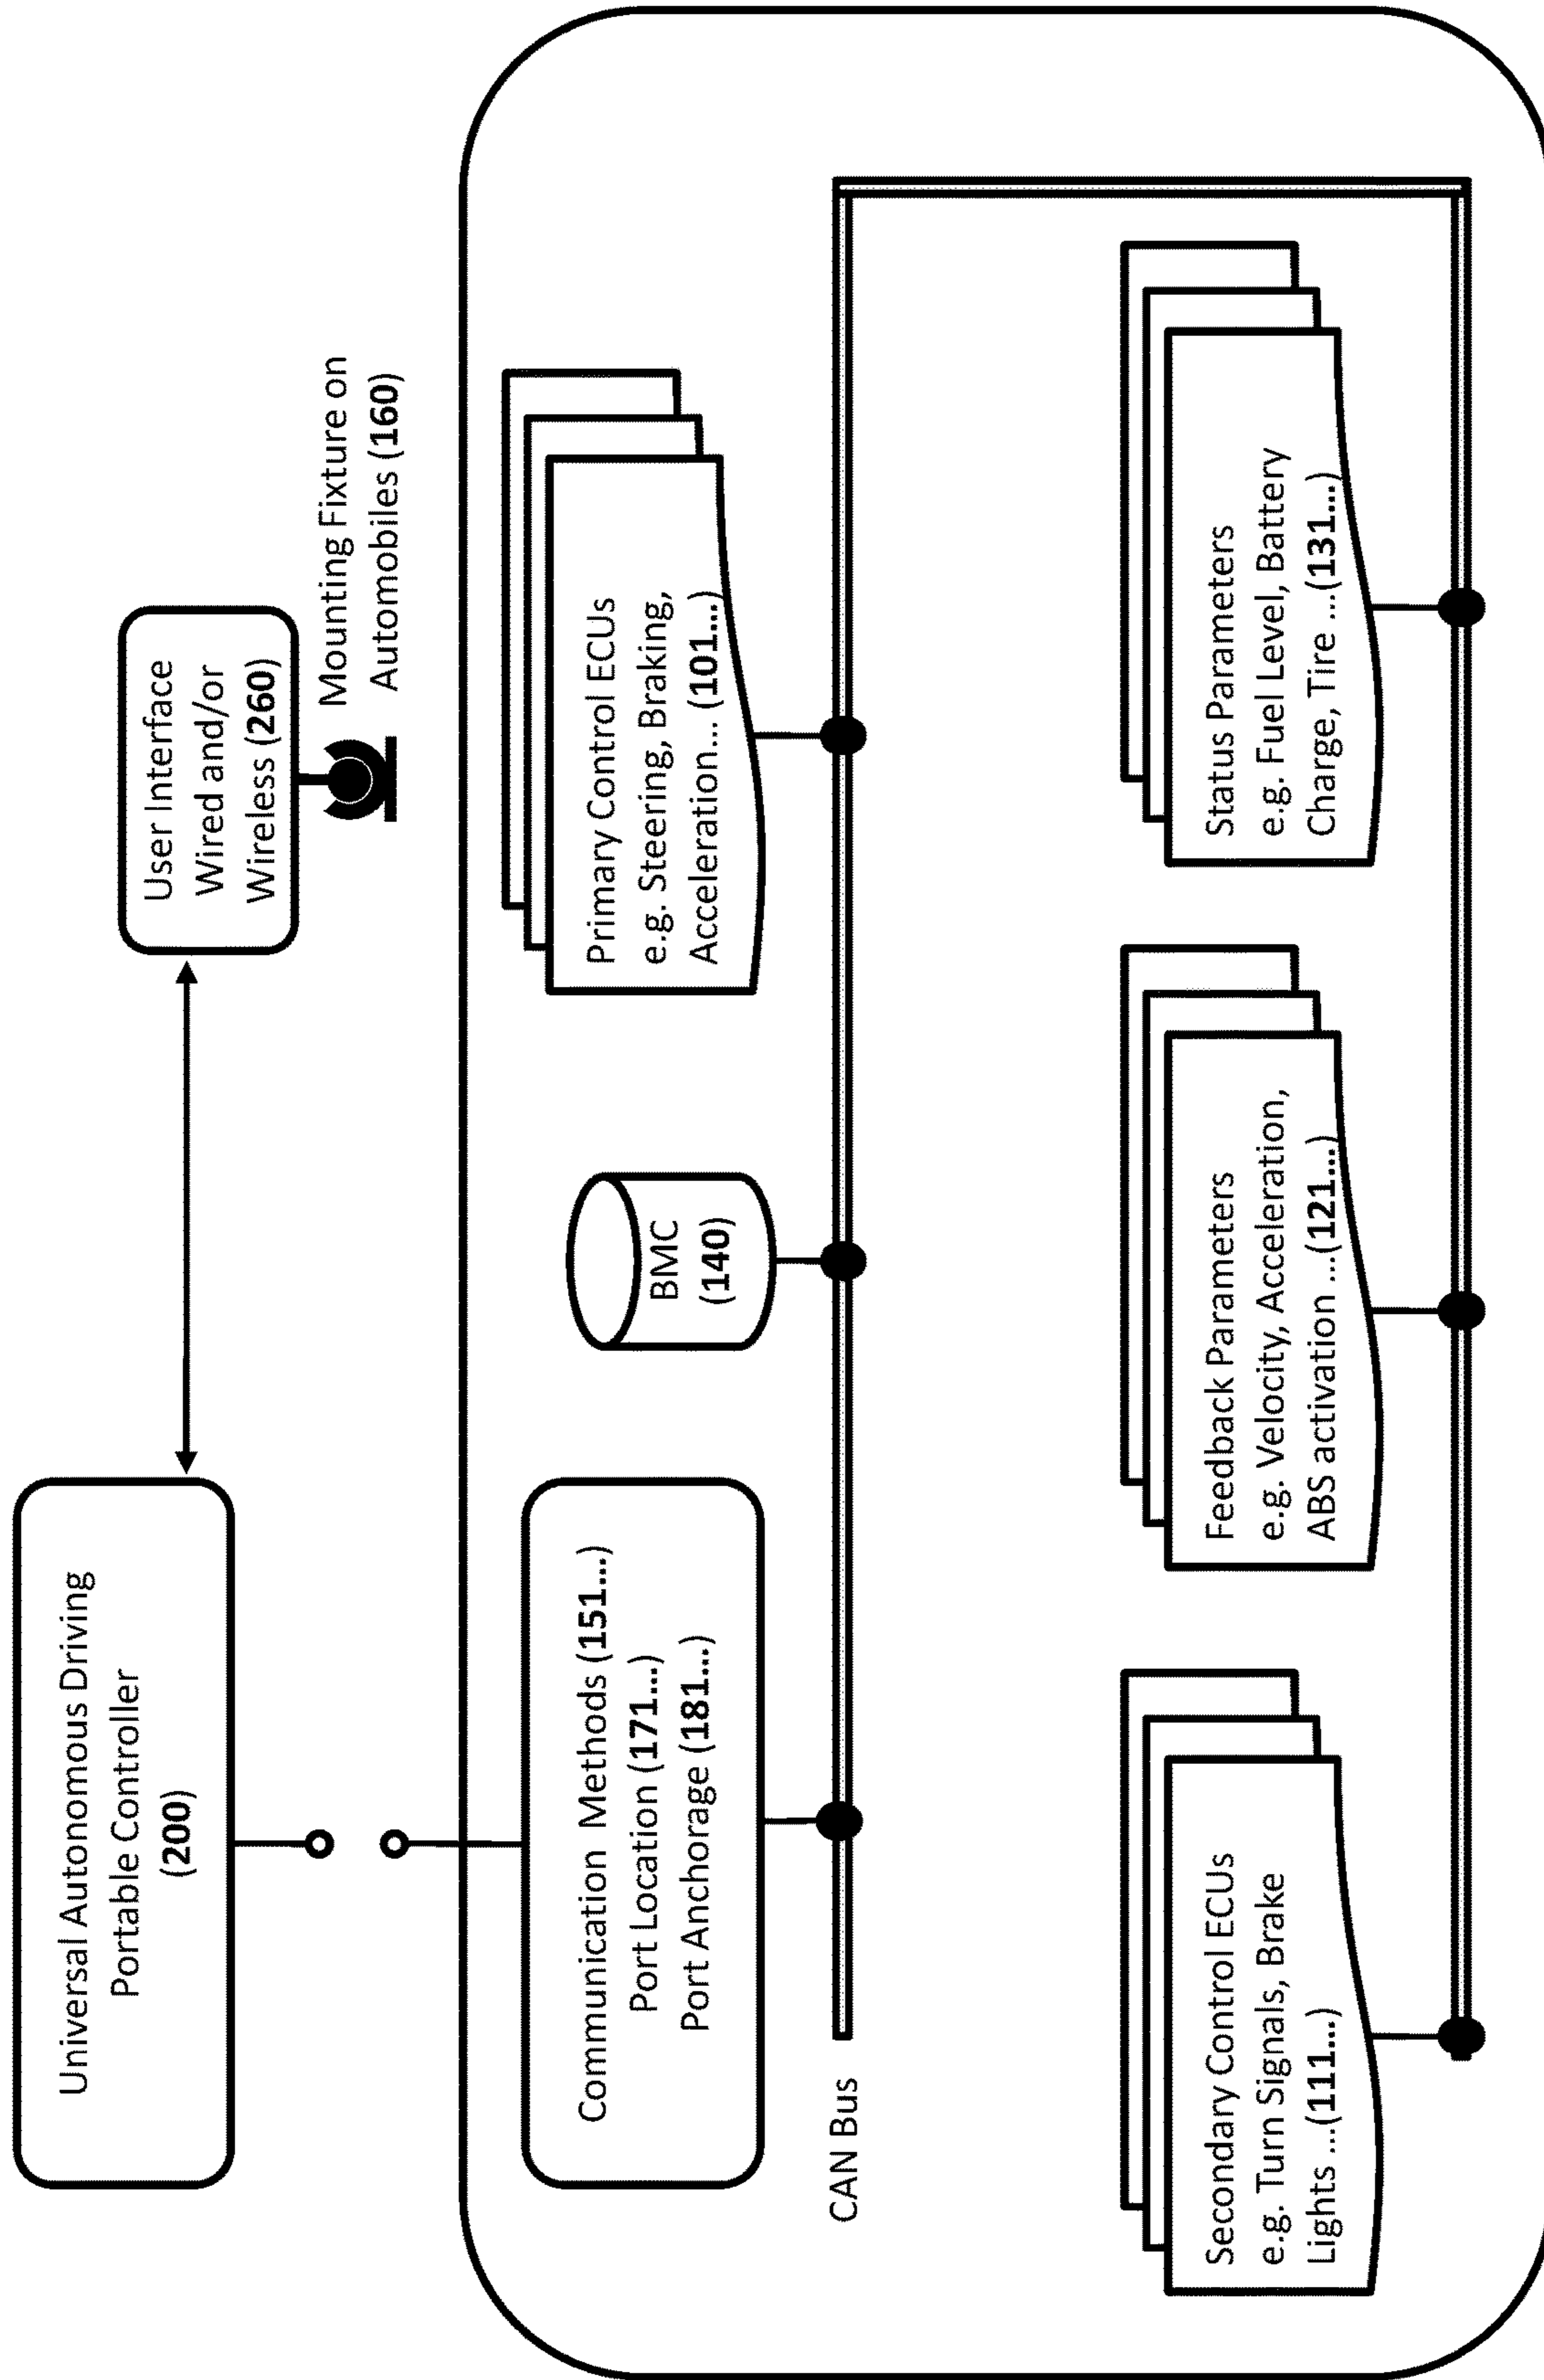 Universal Autonomous Driving
Portable Controller
(200)
User Interface
Wired and/or
Wireless (260)
Mounting Fixture on
Automobiles (160)
Communication Methods (151...)
Port Location (171...)
Port Anchorage (181...)
BMC
(140)
Primary Control ECUs
e.g. Steering, Braking,
Acceleration... (101...)
CAN Bus
Secondary Control ECUs
e.g. Turn Signals, Brake
Lights ...(111...)
Feedback Parameters
e.g. Velocity, Acceleration,
ABS activation ...(121...)
Status Parameters
e.g. Fuel Level, Battery
Charge, Tire ...(131...)